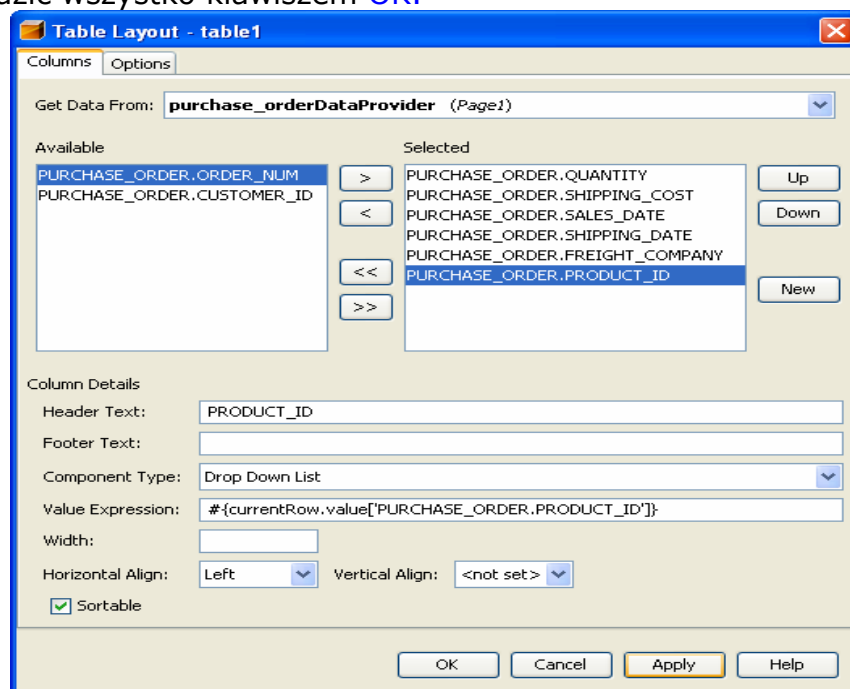 wszystko klawiszem OK.
Table Layout - table1
Columns Options
Get Data From: purchase_orderDataProvider (Page1)
Available Selected
PURCHASE_ORDER.ORDER_NUM > PURCHASE_ORDER.QUANTITY Up
PURCHASE_ORDER.CUSTOMER_ID PURCHASE_ORDER.SHIPPING_COST
< PURCHASE_ORDER.SALES_DATE Down
PURCHASE_ORDER.SHIPPING_DATE
PURCHASE_ORDER.FREIGHT_COMPANY
<< PURCHASE_ORDER.PRODUCT_ID
New
>>
Column Details
Header Text: PRODUCT_ID
Footer Text:
Component Type: Drop Down List
Value Expression: #{currentRow.value['PURCHASE_ORDER.PRODUCT_ID']}
Width:
Horizontal Align: Left Vertical Align: <not set>
Sortable
OK Cancel Apply Help